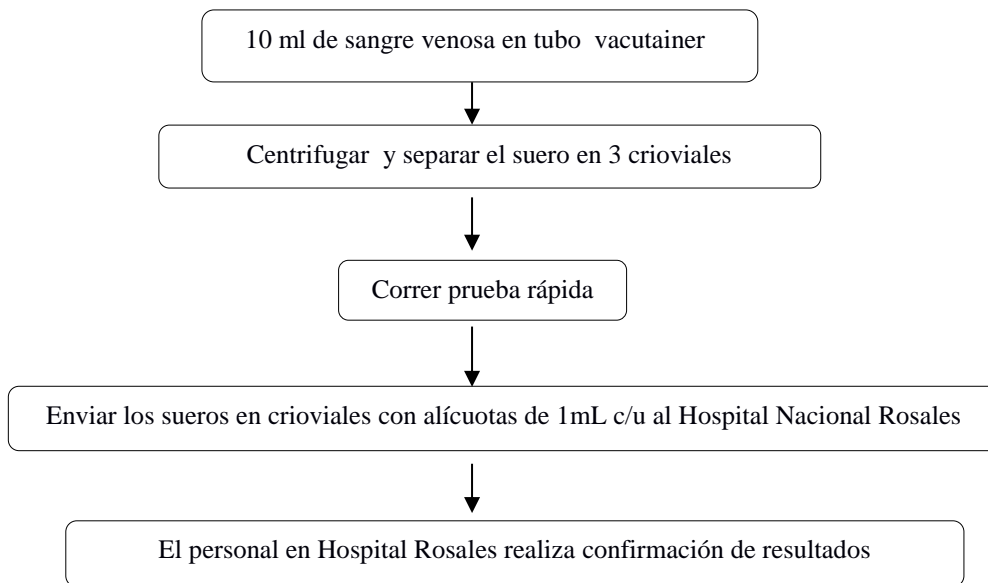 10 ml de sangre venosa en tubo vacutainer
Centrifugar y separar el suero en 3 crioviales
Correr prueba rápida
Enviar los sueros en crioviales con alícuotas de 1mL c/u al Hospital Nacional Rosales
El personal en Hospital Rosales realiza confirmación de resultados